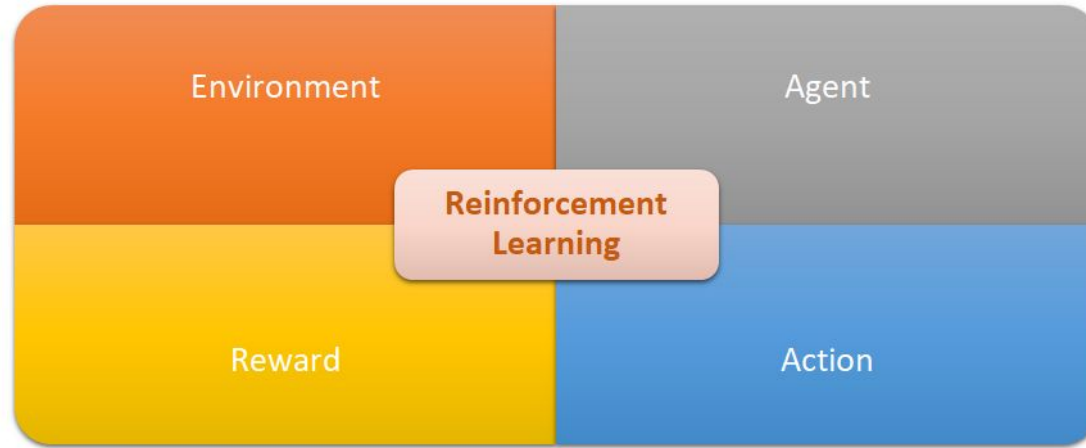 Environment
Agent
Reinforcement
Learning
Reward
Action